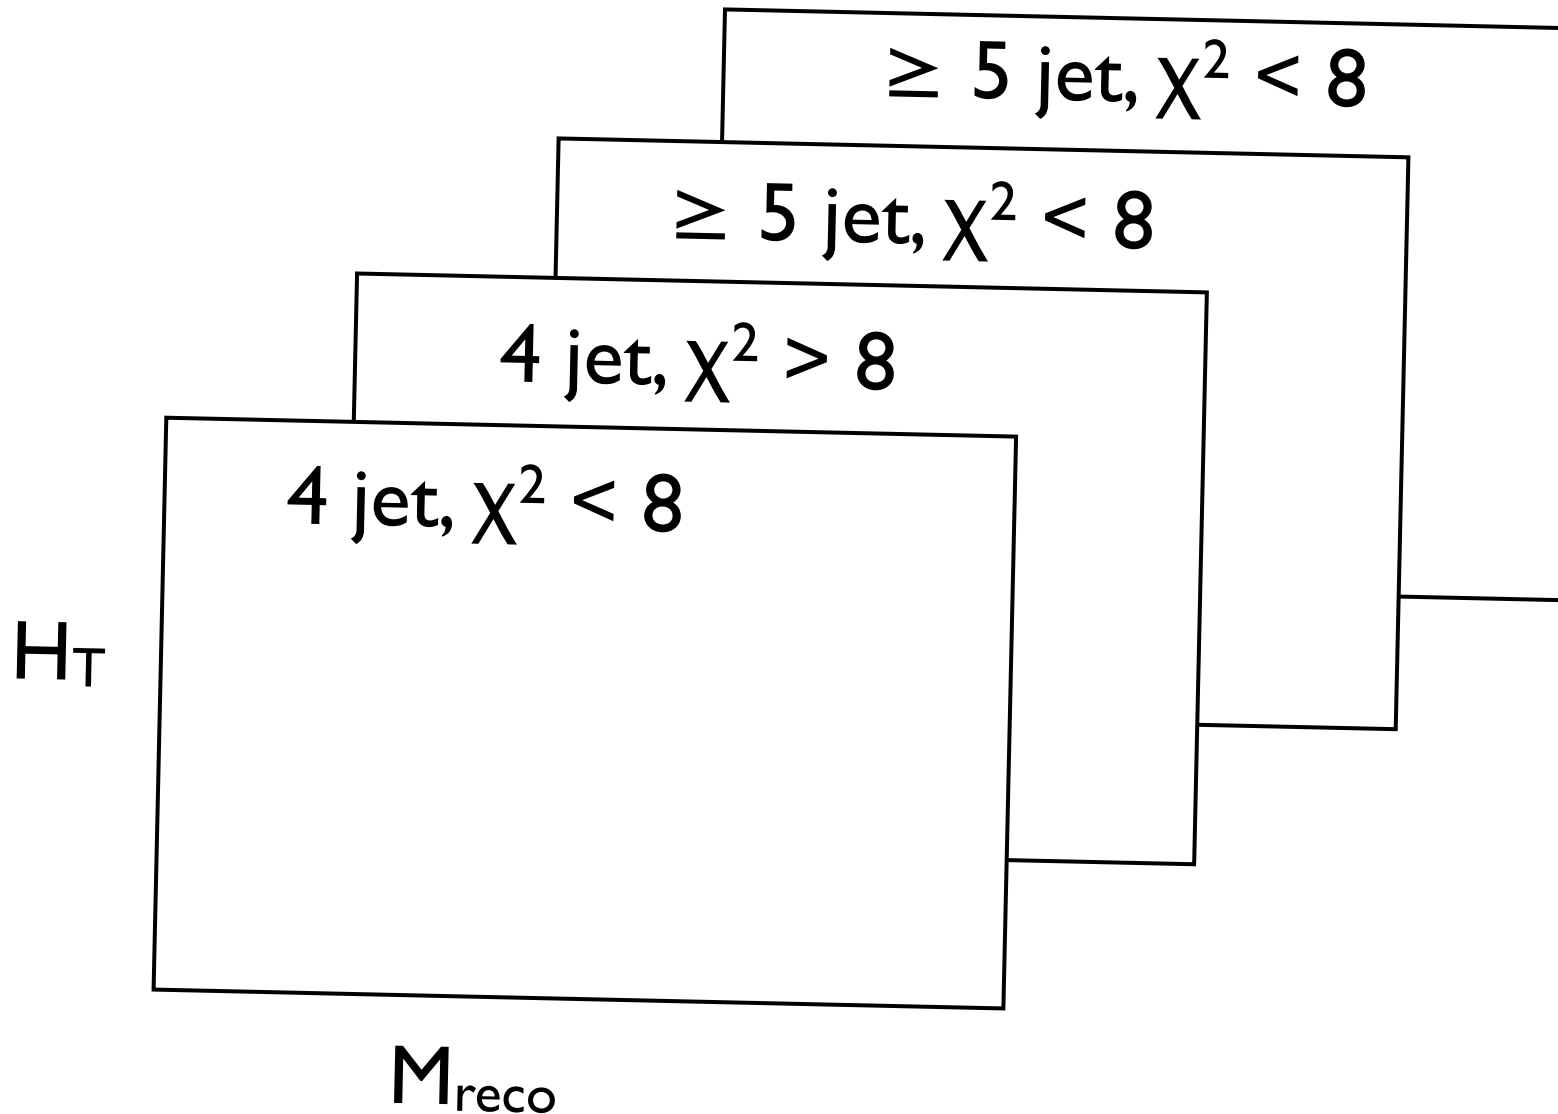 ≥ 5 jet, χ² < 8
≥ 5 jet, χ² < 8
4 jet, χ² > 8
4 jet, χ² < 8
H_T
M_reco